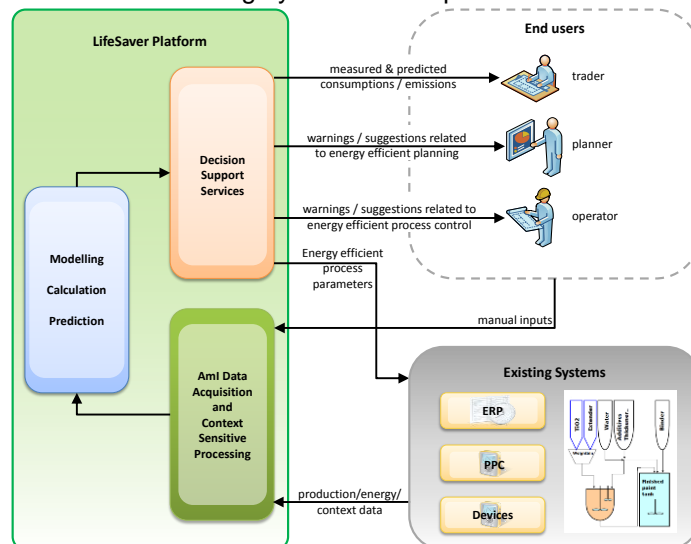 LifeSaver Platform
Decision
Support
Services
Modelling
Calculation
Prediction
AmI Data
Acquisition
and
Context
Sensitive
Processing
measured & predicted
consumptions / emissions
warnings / suggestions related
to energy efficient planning
warnings / suggestions related to
energy efficient process control
Energy efficient
process
parameters
manual inputs
production/energy/
context data
End users
trader
planner
operator
Existing Systems
ERP
PPC
Devices
TiO2
Extender
Water
Additives
Binder
Finished
paint
tank